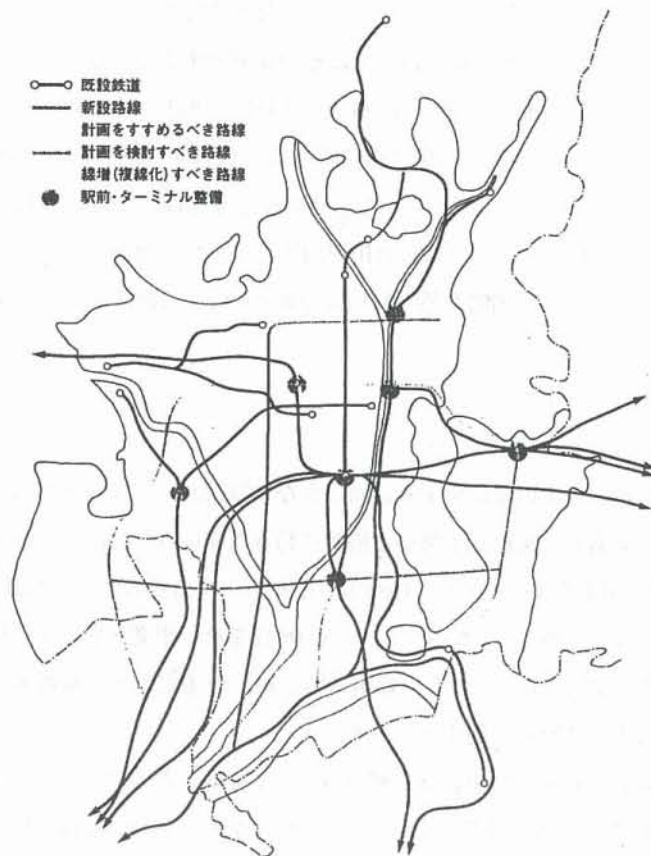 既設鉄道
新設路線
計画をすすめるべき路線
計画を検討すべき路線
線増(複線化)すべき路線
駅前・ターミナル整備